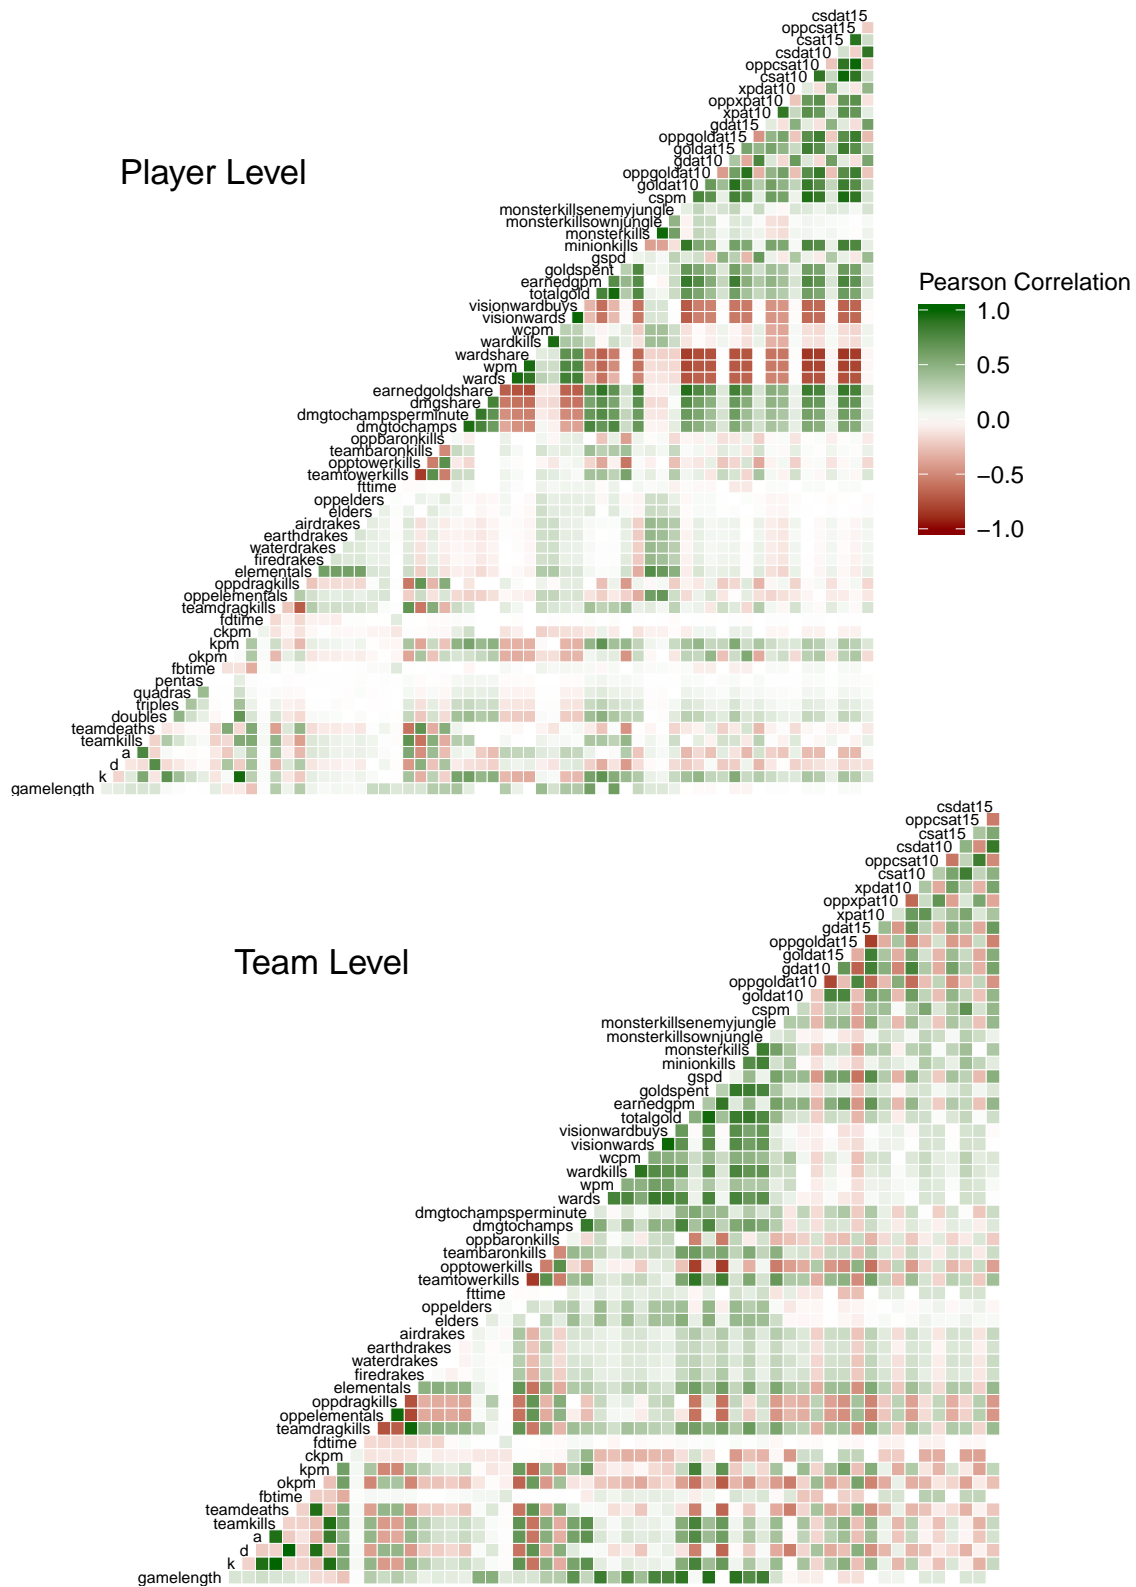 csdat15
oppcsat15
csat15
csdat10
oppcsat10
csat10
xpdat10
oppxpat10
xpat10
gdat15
oppgoldat15
goldat15
gdat10
oppgoldat10
goldat10
cspm
monsterkillsenemyjungle
monsterkillsownjungle
monsterkills
minionkills
gspd
goldspent
earnedgpm
totalgold
visionwardbuys
visionwards
wcpm
wardkills
wardshare
wpm
wards
earnedgoldshare
dmgshare
dmgtochampsperminute
dmgtochamps
oppbaronkills
teambaronkills
opptowerkills
teamtowerkills
fttime
oppelders
elders
airdrakes
earthdrakes
waterdrakes
firedrakes
elementals
oppdragkills
oppelementals
teamdragkills
fdtime
ckpm
kpm
okpm
fbtime
pentas
quadras
triples
doubles
teamdeaths
teamkills
a
d
k
gamelength
Player Level
Pearson Correlation
1.0
0.5
0.0
−0.5
−1.0
csdat15
oppcsat15
csat15
csdat10
oppcsat10
csat10
xpdat10
oppxpat10
xpat10
gdat15
oppgoldat15
goldat15
gdat10
oppgoldat10
goldat10
cspm
monsterkillsenemyjungle
monsterkillsownjungle
monsterkills
minionkills
gspd
goldspent
earnedgpm
totalgold
visionwardbuys
visionwards
wcpm
wardkills
wpm
wards
dmgtochampsperminute
dmgtochamps
oppbaronkills
teambaronkills
opptowerkills
teamtowerkills
fttime
oppelders
elders
airdrakes
earthdrakes
waterdrakes
firedrakes
elementals
oppdragkills
oppelementals
teamdragkills
fdtime
ckpm
kpm
okpm
fbtime
teamdeaths
teamkills
a
d
k
gamelength
Team Level